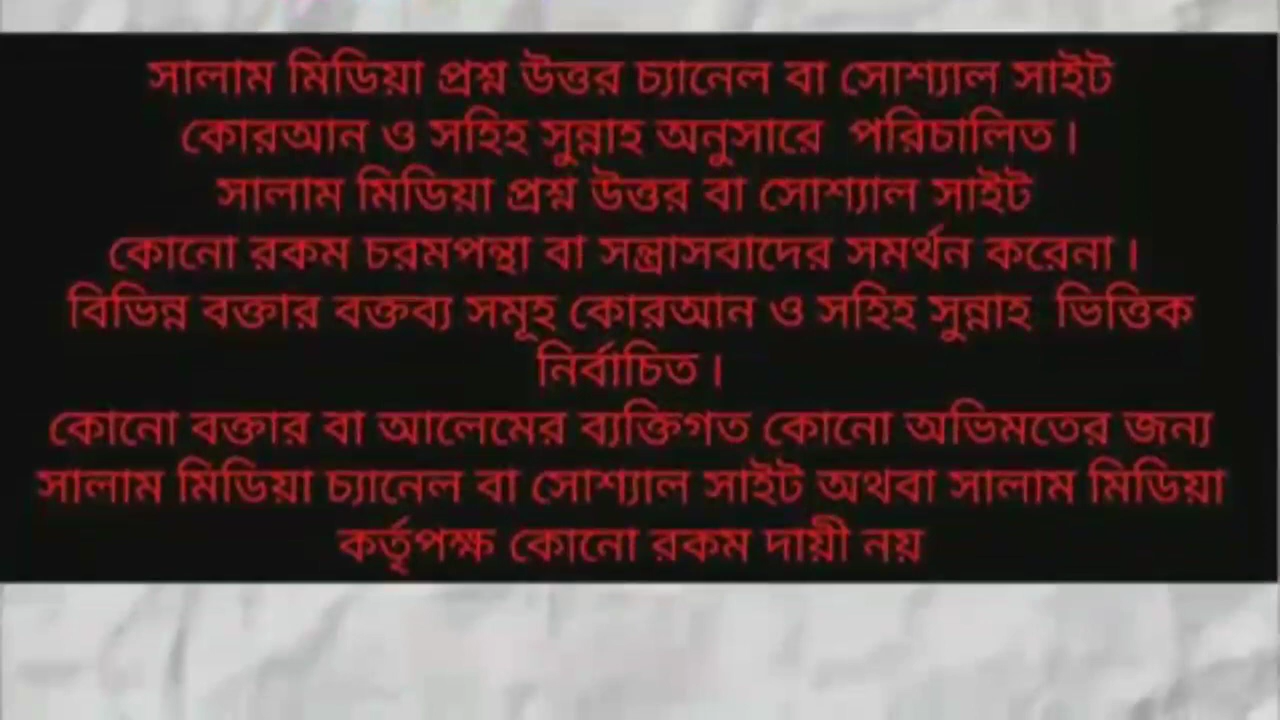 সালাম মিডিয়া প্রশ্ন উত্তর চ্যানেল বা সোশ্যাল সাইট
কোরআন ও সহিহ সুন্নাহ অনুসারে পরিচালিত।
সালাম মিডিয়া প্রশ্ন উত্তর বা সোশ্যাল সাইট
কোনো রকম চরমপন্থা বা সন্ত্রাসবাদের সমর্থন করেনা।
বিভিন্ন বক্তার বক্তব্য সমূহ কোরআন ও সহিহ সুন্নাহ ভিত্তিক
নির্বাচিত।
কোনো বক্তার বা আলেমের ব্যক্তিগত কোনো অভিমতের জন্য
সালাম মিডিয়া চ্যানেল বা সোশ্যাল সাইট অথবা সালাম মিডিয়া
কর্তৃপক্ষ কোনো রকম দায়ী নয়